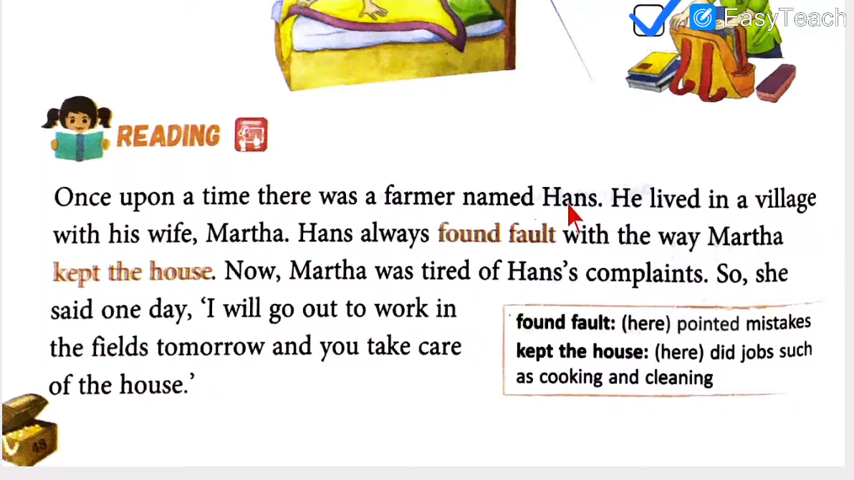 EasyTeach
READING
Once upon a time there was a farmer named Hans. He lived in a village
with his wife, Martha. Hans always found fault with the way Martha
kept the house. Now, Martha was tired of Hans's complaints. So, she
said one day, ‘I will go out to work in
the fields tomorrow and you take care
of the house.’
found fault: (here) pointed mistakes
kept the house: (here) did jobs such
as cooking and cleaning
48